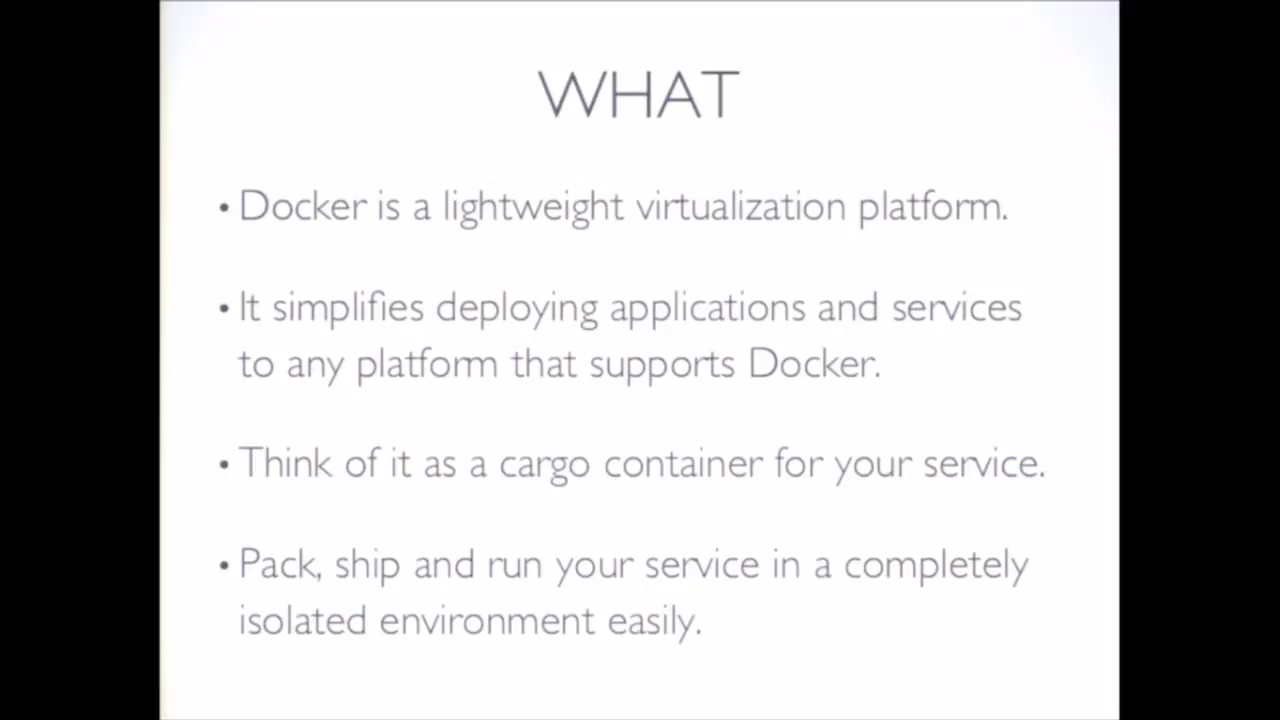 WHAT
• Docker is a lightweight virtualization platform.
• It simplifies deploying applications and services
to any platform that supports Docker.
• Think of it as a cargo container for your service.
• Pack, ship and run your service in a completely
isolated environment easily.